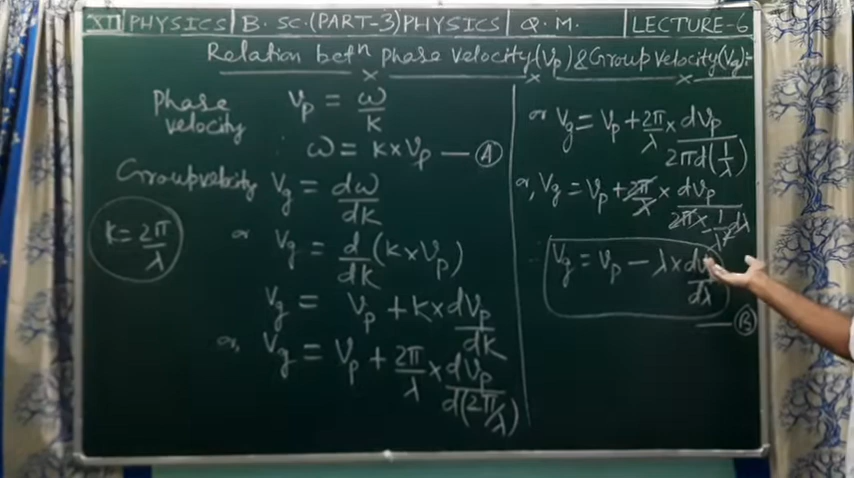 XII PHYSICS B. SC. (PART-3) PHYSICS Q. M. LECTURE-6
Relation betⁿ phase velocity (Vp) & Group velocity (Vg):-
Phase velocity Vp = ω/K
ω = K×Vp — Ⓐ
Group velocity Vg = dω/dK
K = 2π/λ
or Vg = d/dK (K×Vp)
Vg = Vp + K× dVp/dK
or, Vg = Vp + 2π/λ × dVp/d(2π/λ)
or Vg = Vp + 2π/λ × dVp/2πd(1/λ)
or, Vg = Vp + 2π/λ × dVp/2π× 1/-λ² dλ
Vg = Vp − λ× dVp/dλ
— Ⓑ